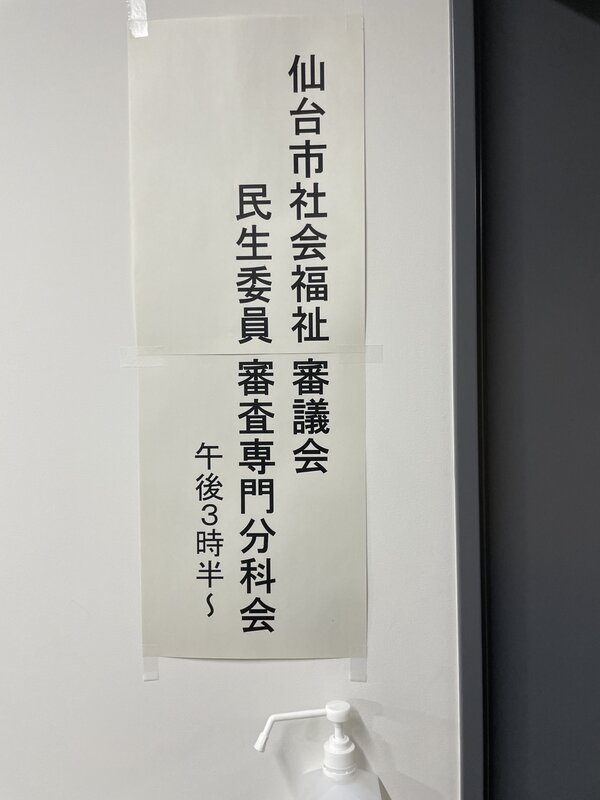 仙台市社会福祉審議会
民生委員審査専門分科会
午後3時半~